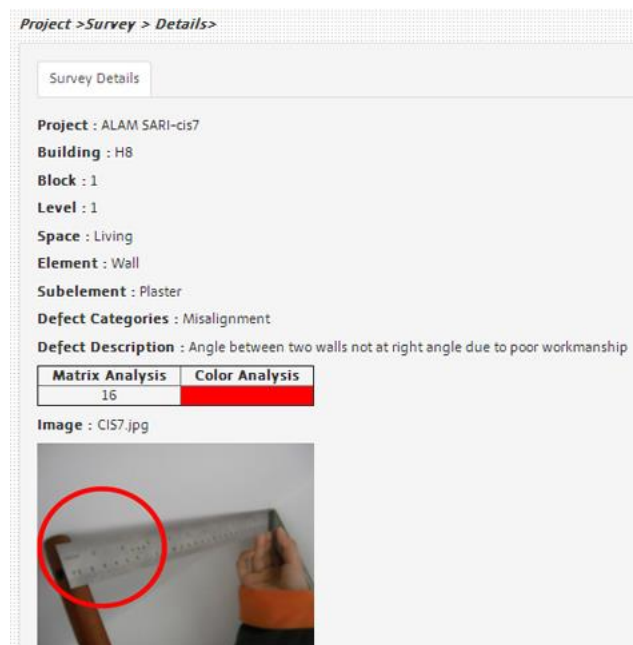 Project >Survey > Details>
Survey Details
Project : ALAM SARI-cis7
Building : H8
Block : 1
Level : 1
Space : Living
Element : Wall
Subelement : Plaster
Defect Categories : Misalignment
Defect Description : Angle between two walls not at right angle due to poor workmanship
Matrix Analysis Color Analysis
16
Image : CIS7.jpg